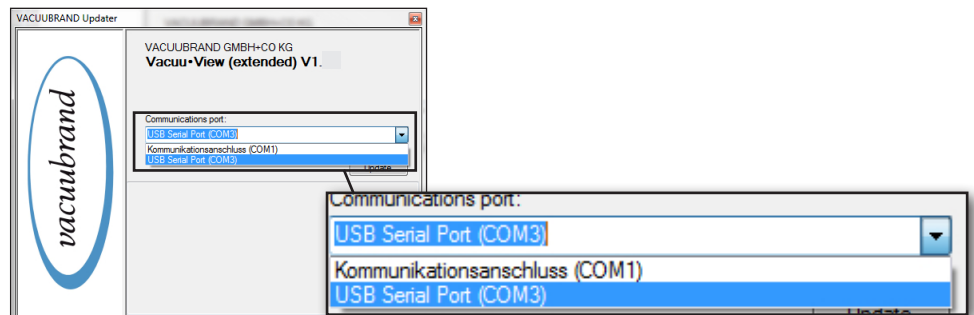 VACUUBRAND Updater
vacuubrand
VACUUBRAND GMBH+CO KG
Vacuu•View (extended) V1.
Communications port:
USB Serial Port (COM3)
Kommunikationsanschluss (COM1)
USB Serial Port (COM3)
Update
Communications port:
USB Serial Port (COM3)
Kommunikationsanschluss (COM1)
USB Serial Port (COM3)
Update